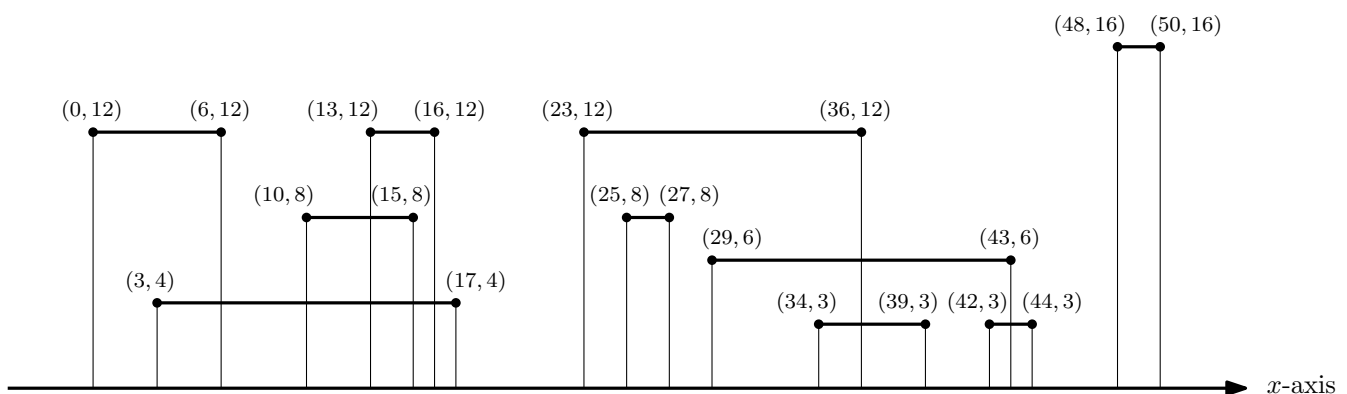 (48, 16) (50, 16)
(0, 12) (6, 12) (13, 12) (16, 12) (23, 12) (36, 12)
(10, 8) (15, 8) (25, 8) (27, 8)
(29, 6) (43, 6)
(3, 4) (17, 4)
(34, 3) (39, 3) (42, 3) (44, 3)
x-axis